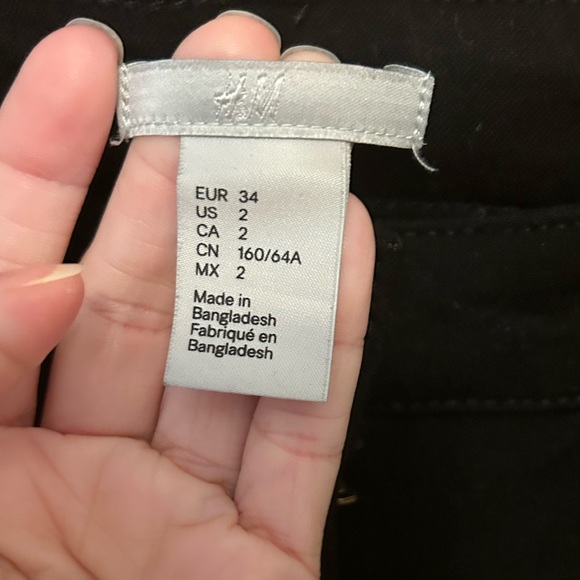 H&M
EUR 34
US 2
CA 2
CN 160/64A
MX 2
Made in
Bangladesh
Fabriqué en
Bangladesh